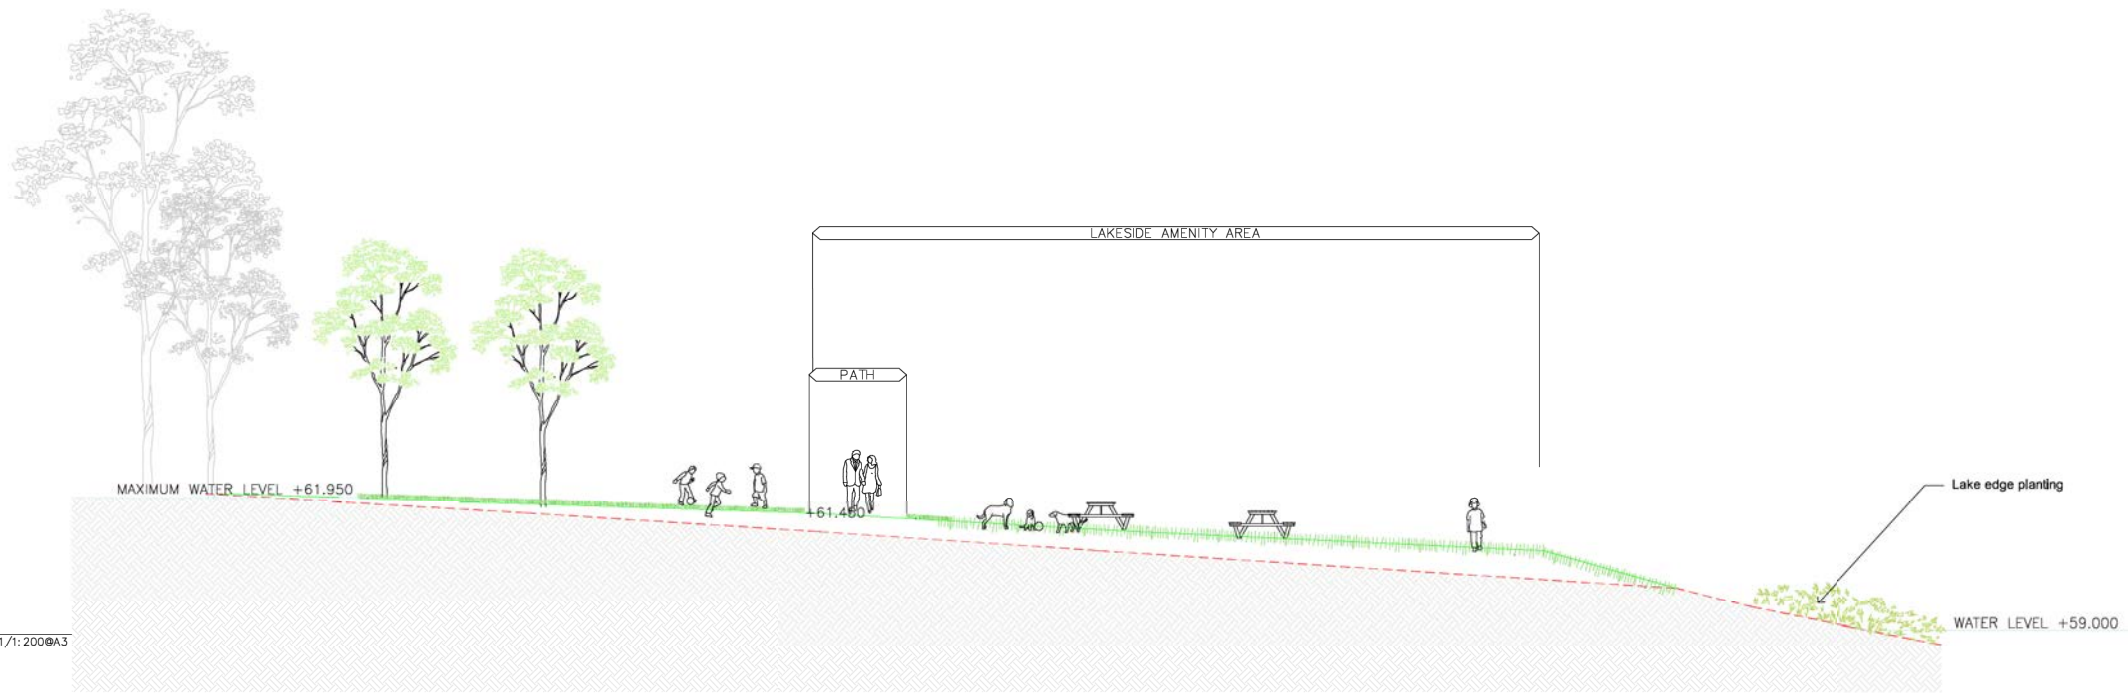 LAKESIDE AMENITY AREA
PATH
MAXIMUM WATER LEVEL +61.950
Lake edge planting
WATER LEVEL +59.000
1/1:200@A3